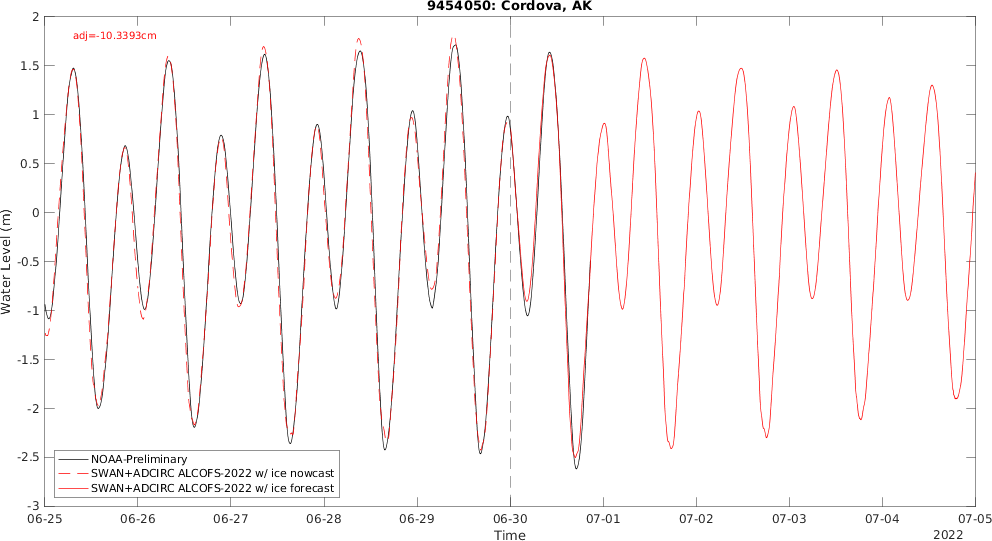 9454050: Cordova, AK
adj=-10.3393cm
2
1.5
1
0.5
0
-0.5
-1
-1.5
-2
-2.5
-3
Water Level (m)
NOAA-Preliminary
SWAN+ADCIRC ALCOFS-2022 w/ ice nowcast
SWAN+ADCIRC ALCOFS-2022 w/ ice forecast
06-25 06-26 06-27 06-28 06-29 06-30 07-01 07-02 07-03 07-04 07-05
Time
2022